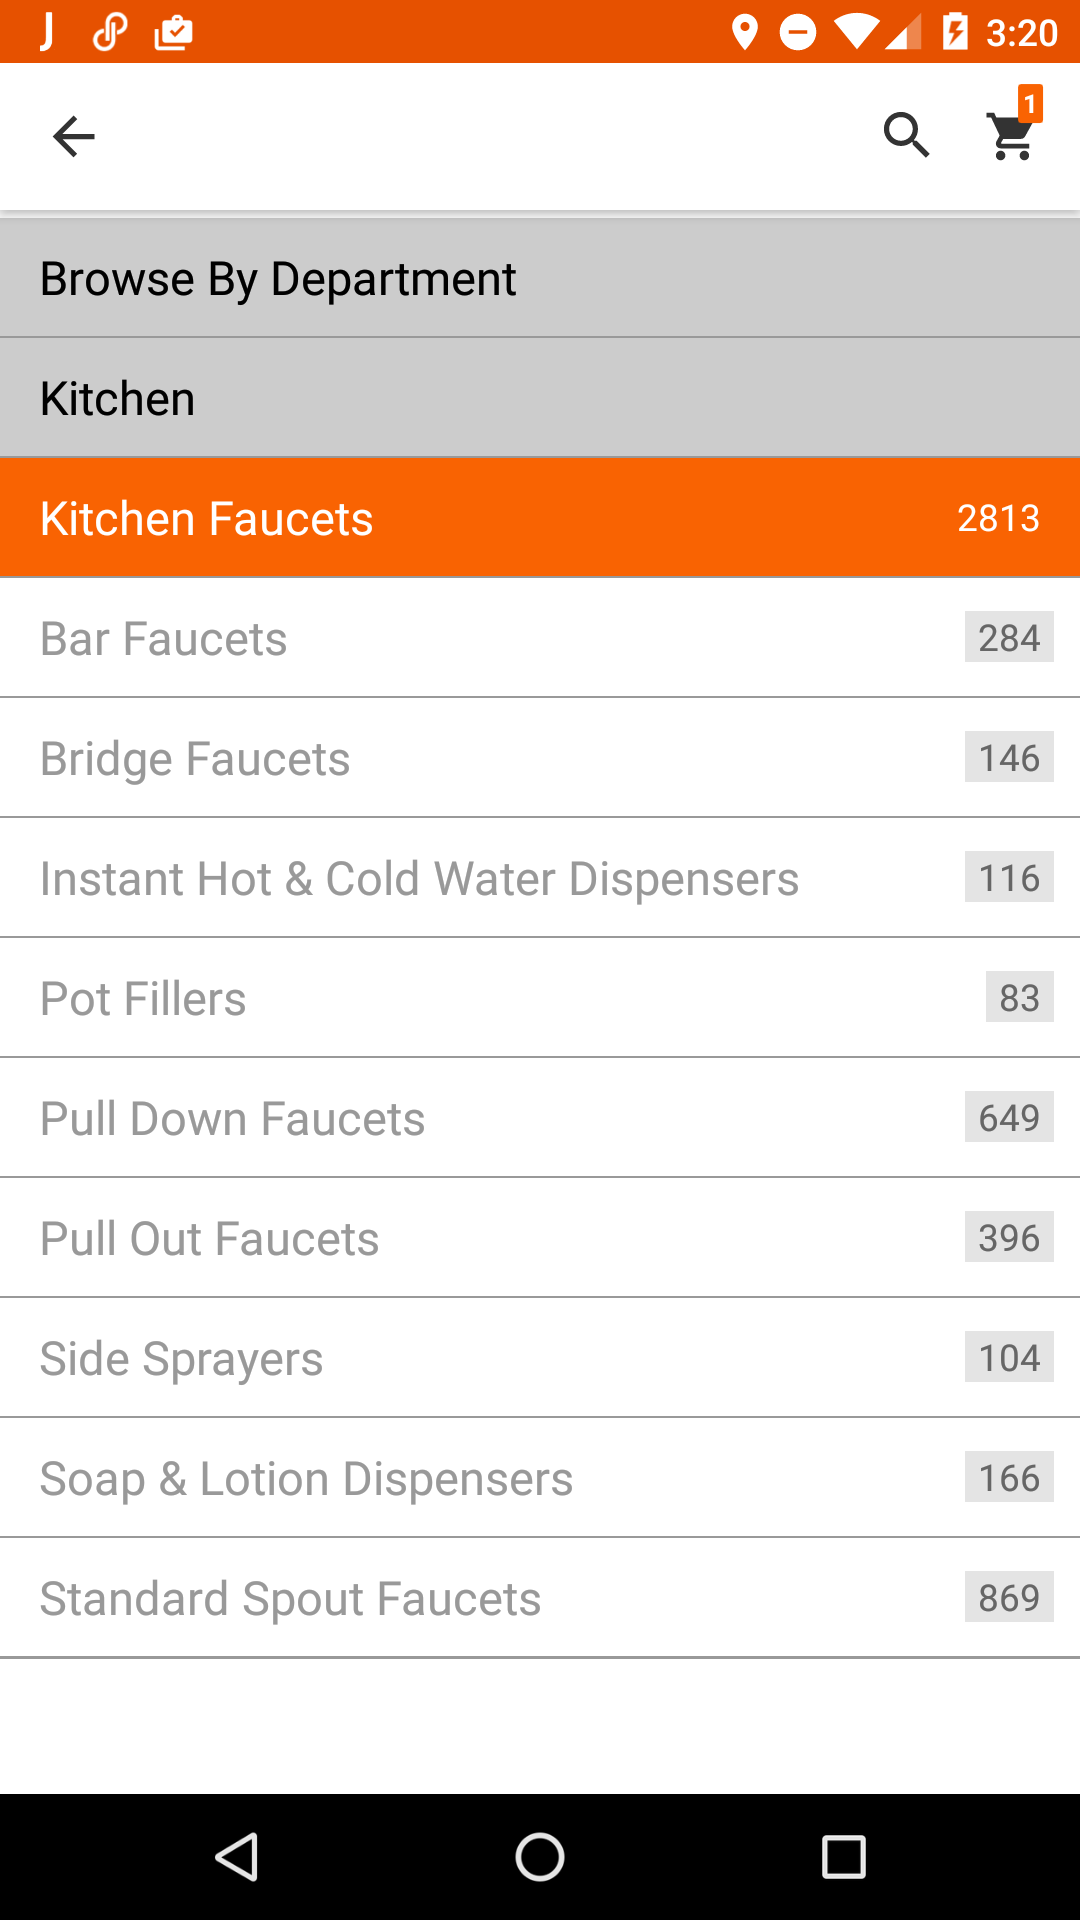 3:20
1
Browse By Department
Kitchen
Kitchen Faucets 2813
Bar Faucets 284
Bridge Faucets 146
Instant Hot & Cold Water Dispensers 116
Pot Fillers 83
Pull Down Faucets 649
Pull Out Faucets 396
Side Sprayers 104
Soap & Lotion Dispensers 166
Standard Spout Faucets 869